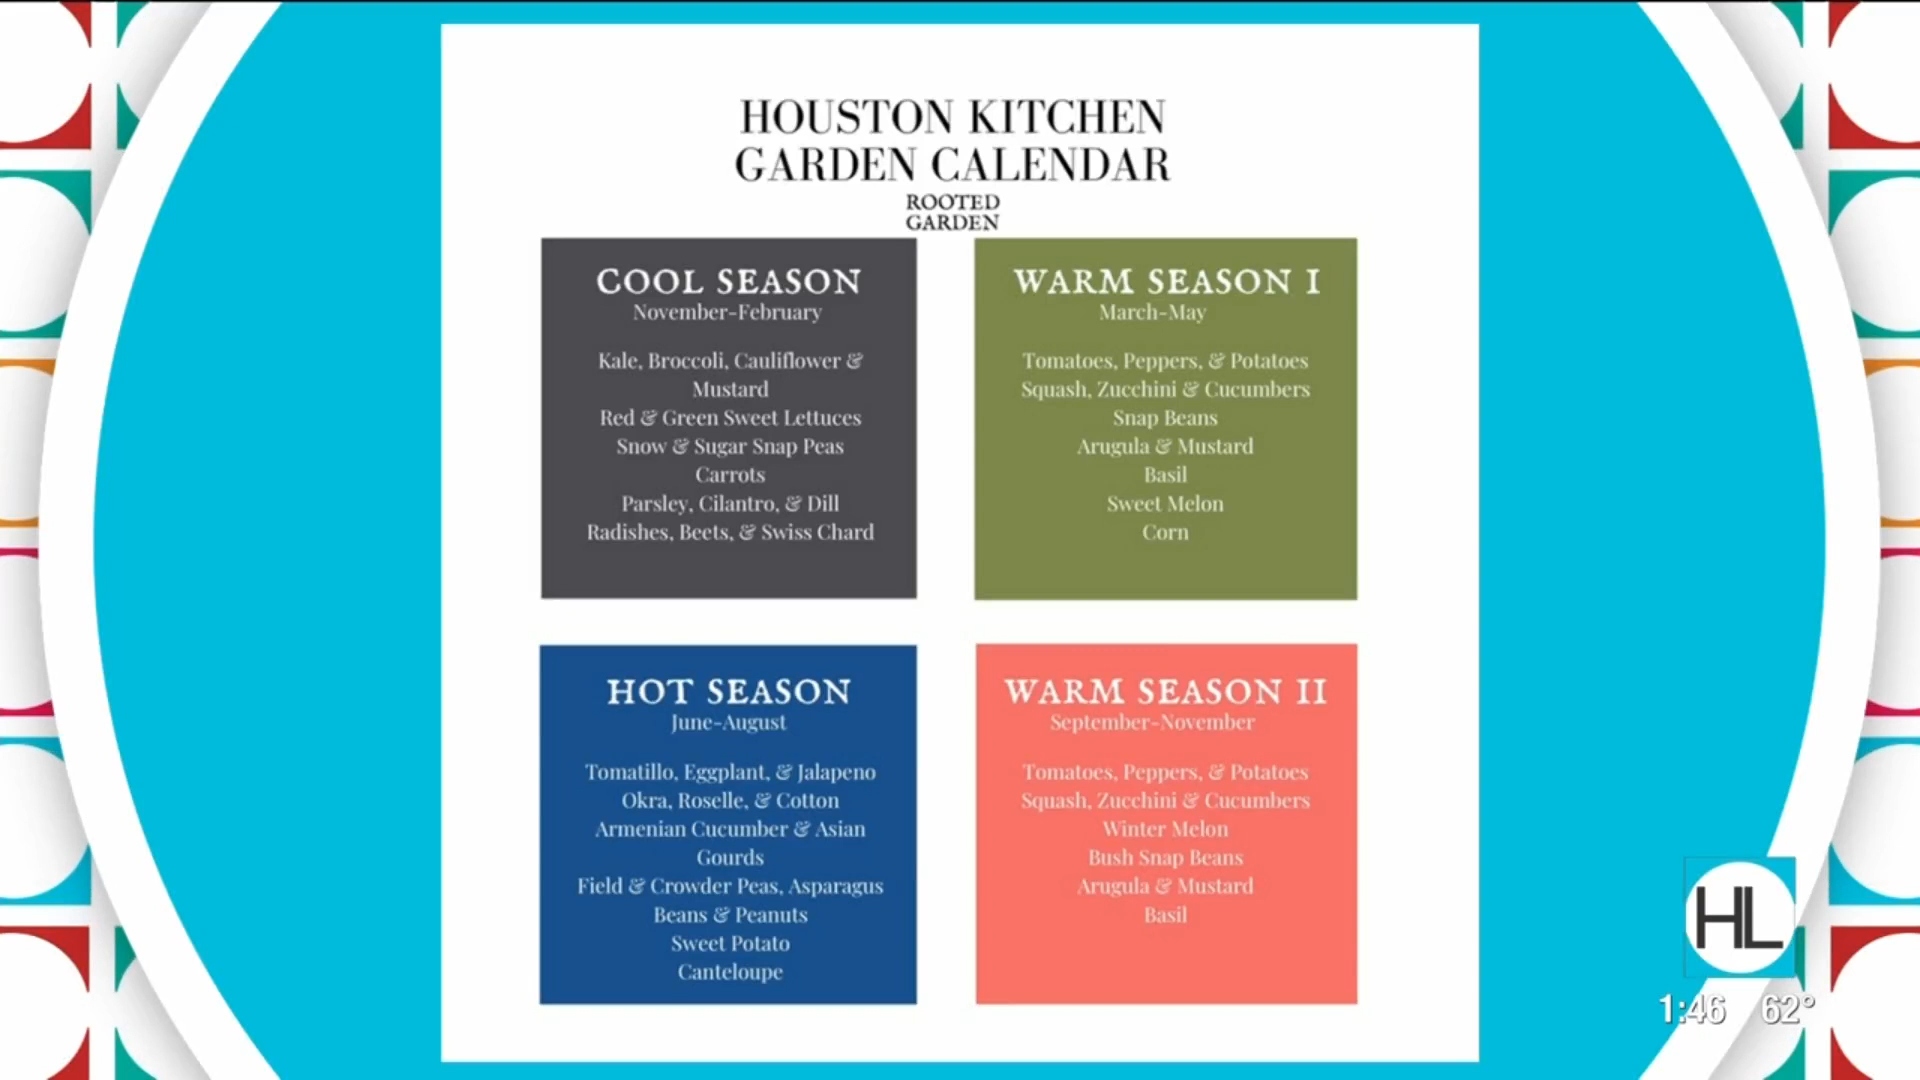 HOUSTON KITCHEN
GARDEN CALENDAR
ROOTED
GARDEN
COOL SEASON
November-February
Kale, Broccoli, Cauliflower &
Mustard
Red & Green Sweet Lettuces
Snow & Sugar Snap Peas
Carrots
Parsley, Cilantro, & Dill
Radishes, Beets, & Swiss Chard
WARM SEASON I
March-May
Tomatoes, Peppers, & Potatoes
Squash, Zucchini & Cucumbers
Snap Beans
Arugula & Mustard
Basil
Sweet Melon
Corn
HOT SEASON
June-August
Tomatillo, Eggplant, & Jalapeno
Okra, Roselle, & Cotton
Armenian Cucumber & Asian
Gourds
Field & Crowder Peas, Asparagus
Beans & Peanuts
Sweet Potato
Canteloupe
WARM SEASON II
September-November
Tomatoes, Peppers, & Potatoes
Squash, Zucchini & Cucumbers
Winter Melon
Bush Snap Beans
Arugula & Mustard
Basil
HL
1:46 62°